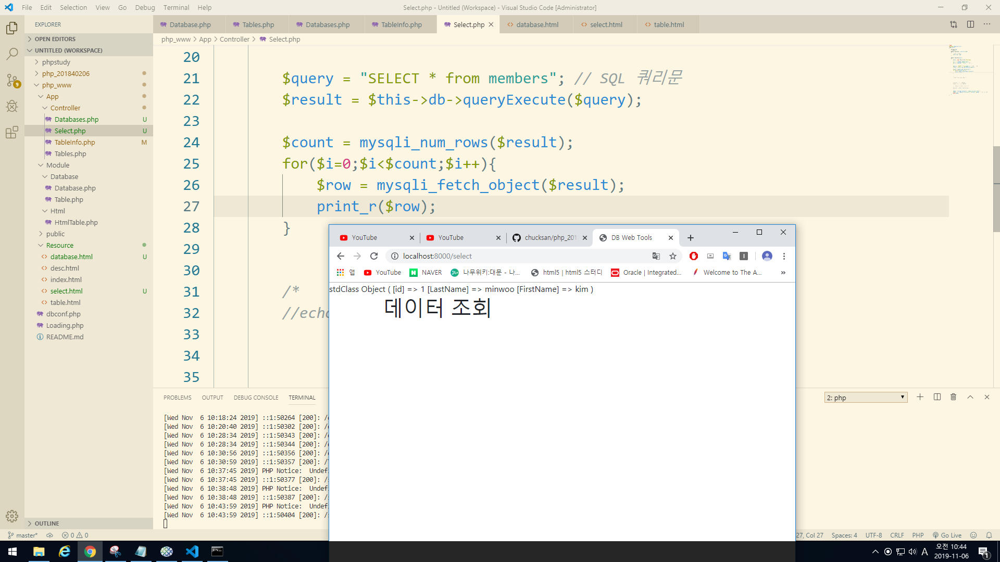 File Edit Selection View Go Debug Terminal Help
Select.php - Untitled (Workspace) - Visual Studio Code [Administrator]
EXPLORER
OPEN EDITORS
UNTITLED (WORKSPACE)
phpstudy
php_201840206
php_www
App
Controller
Databases.php U
Select.php U
TableInfo.php M
Tables.php
Module
Database
Database.php
Table.php
Html
HtmlTable.php
public
Resource
database.html U
desc.html
index.html
select.html U
table.html
dbconf.php
Loading.php
README.md
OUTLINE
9
Database.php Tables.php Databases.php TableInfo.php Select.php database.html select.html table.html
php_www > App > Controller > Select.php
20
21 $query = "SELECT * from members"; // SQL 쿼리문
22 $result = $this->db->queryExecute($query);
23
24 $count = mysqli_num_rows($result);
25 for($i=0;$i<$count;$i++){
26 $row = mysqli_fetch_object($result);
27 print_r($row);
28 }
29
30
31 /*
32 //echo
33
34
35
YouTube YouTube chucksan/php_201 DB Web Tools
localhost:8000/select
앱 YouTube NAVER 나무위키:대문 - 나... html5 | html5 스터디 Oracle | Integrated... Welcome to The A... »
stdClass Object ( [id] => 1 [LastName] => minwoo [FirstName] => kim )
데이터 조회
PROBLEMS OUTPUT DEBUG CONSOLE TERMINAL
2: php
[Wed Nov 6 10:18:24 2019] ::1:50264 [200]:
[Wed Nov 6 10:20:40 2019] ::1:50302 [200]:
[Wed Nov 6 10:28:34 2019] ::1:50343 [200]:
[Wed Nov 6 10:28:34 2019] ::1:50344 [200]:
[Wed Nov 6 10:30:56 2019] ::1:50356 [200]:
[Wed Nov 6 10:30:59 2019] ::1:50357 [200]:
[Wed Nov 6 10:37:45 2019] PHP Notice: Undef
[Wed Nov 6 10:37:45 2019] ::1:50377 [200]:
[Wed Nov 6 10:38:48 2019] PHP Notice: Undef
[Wed Nov 6 10:38:48 2019] ::1:50387 [200]:
[Wed Nov 6 10:43:59 2019] PHP Notice: Undef
[Wed Nov 6 10:43:59 2019] ::1:50404 [200]:
master* 0 0
27, Col 27 Spaces: 4 UTF-8 CRLF PHP Go Live
A 오전 10:44
2019-11-06
1